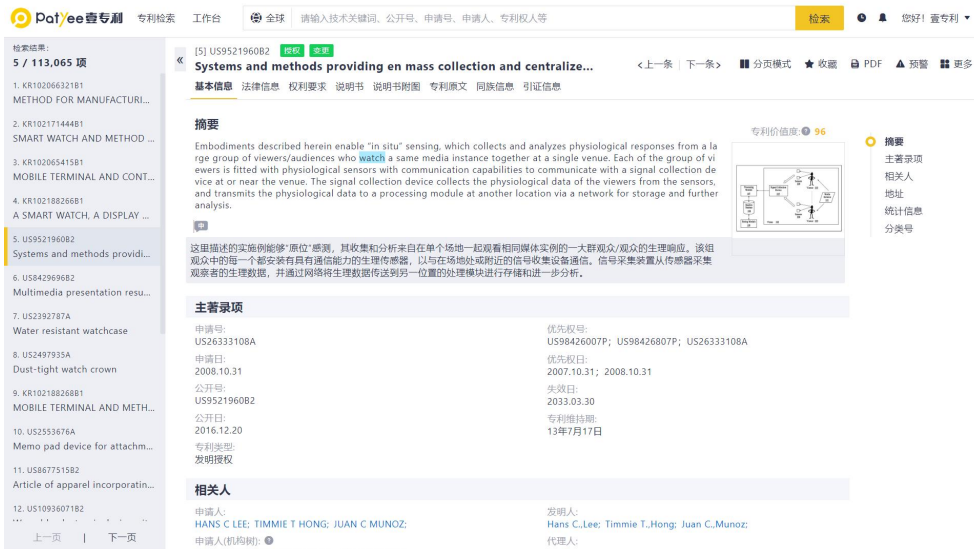 PatYee壹专利 专利检索 工作台 全球 请输入技术关键词、公开号、申请号、申请人、专利权人等 检索 您好！壹专利
检索结果：
5 / 113,065 项
1. KR102066321B1
METHOD FOR MANUFACTURI...
2. KR102171444B1
SMART WATCH AND METHOD ...
3. KR102065415B1
MOBILE TERMINAL AND CONT...
4. KR102188266B1
A SMART WATCH, A DISPLAY ...
5. US9521960B2
Systems and methods providi...
6. US8429696B2
Multimedia presentation resu...
7. US2392787A
Water resistant watchcase
8. US2497935A
Dust-tight watch crown
9. KR102188268B1
MOBILE TERMINAL AND METH...
10. US2553676A
Memo pad device for attachm...
11. US8677515B2
Article of apparel incorporatin...
12. US10936071B2
上一页 | 下一页
[5] US9521960B2 授权 变更
Systems and methods providing en mass collection and centralize...
<上一条 下一条> 分页模式 收藏 PDF 预警 更多
基本信息 法律信息 权利要求 说明书 说明书附图 专利原文 同族信息 引证信息
摘要
Embodiments described herein enable “in situ” sensing, which collects and analyzes physiological responses from a la
rge group of viewers/audiences who watch a same media instance together at a single venue. Each of the group of vi
ewers is fitted with physiological sensors with communication capabilities to communicate with a signal collection de
vice at or near the venue. The signal collection device collects the physiological data of the viewers from the sensors,
and transmits the physiological data to a processing module at another location via a network for storage and further
analysis.
中
这里描述的实施例能够“原位”感测，其收集和分析来自在单个场地一起观看相同媒体实例的一大群观众/观众的生理响应。该组
观众中的每一个都安装有具有通信能力的生理传感器，以与在场地处或附近的信号收集设备通信。信号采集装置从传感器采集
观察者的生理数据，并通过网络将生理数据传送到另一位置的处理模块进行存储和进一步分析。
专利价值度: 96
摘要
主著录项
相关人
地址
统计信息
分类号
主著录项
申请号:
US26333108A
申请日:
2008.10.31
公开号:
US9521960B2
公开日:
2016.12.20
专利类型:
发明授权
优先权号:
US98426007P; US98426807P; US26333108A
优先权日:
2007.10.31; 2008.10.31
失效日:
2033.03.30
专利维持期:
13年7月17日
相关人
申请人:
HANS C LEE; TIMMIE T HONG; JUAN C MUNOZ;
申请人(机构树):
发明人:
Hans C.,Lee; Timmie T.,Hong; Juan C.,Munoz;
代理人: